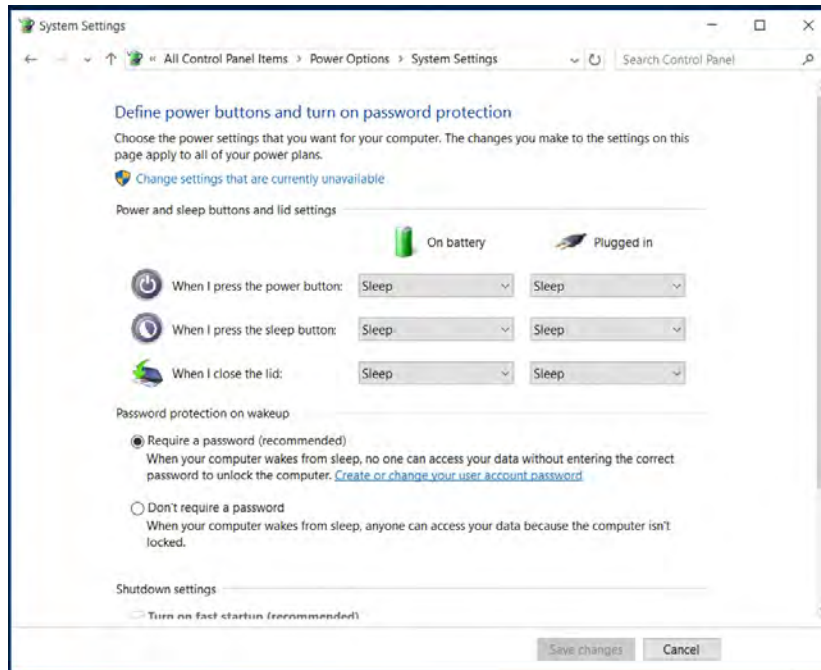 System Settings
« All Control Panel Items > Power Options > System Settings
Search Control Panel
Define power buttons and turn on password protection
Choose the power settings that you want for your computer. The changes you make to the settings on this
page apply to all of your power plans.
Change settings that are currently unavailable
Power and sleep buttons and lid settings
On battery Plugged in
When I press the power button: Sleep Sleep
When I press the sleep button: Sleep Sleep
When I close the lid: Sleep Sleep
Password protection on wakeup
Require a password (recommended)
When your computer wakes from sleep, no one can access your data without entering the correct
password to unlock the computer. Create or change your user account password
Don't require a password
When your computer wakes from sleep, anyone can access your data because the computer isn't
locked.
Shutdown settings
Turn on fast startup (recommended)
Save changes Cancel